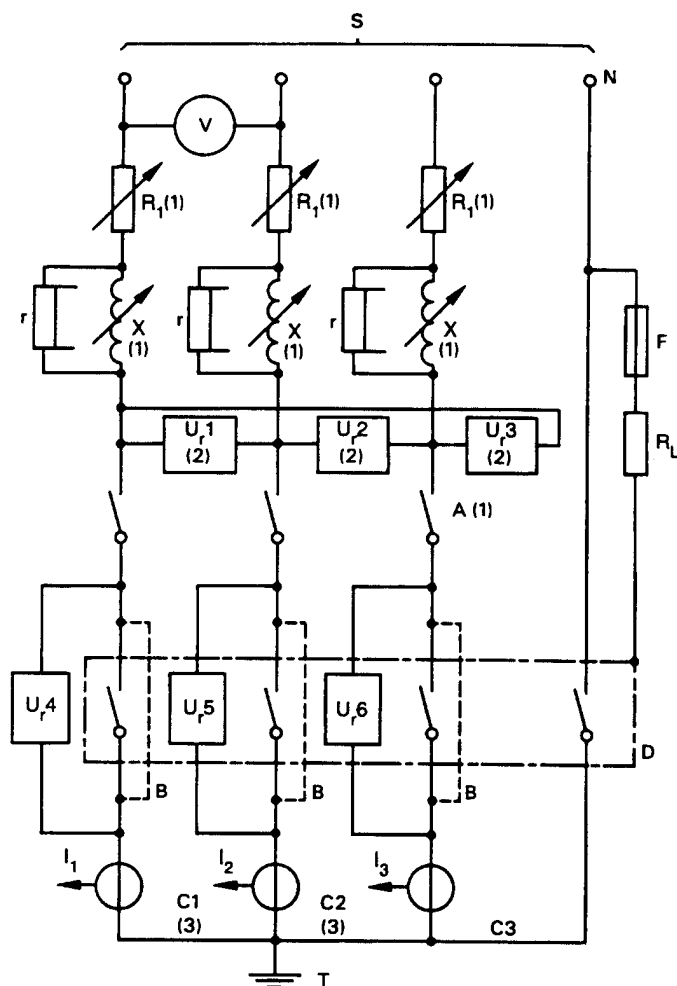 S
N
V
R₁(1) R₁(1) R₁(1)
r X (1) r X (1) r X (1)
F
Uᵣ1 (2) Uᵣ2 (2) Uᵣ3 (2)
R_L
A (1)
Uᵣ4 Uᵣ5 Uᵣ6
D
B B B
I₁ I₂ I₃
C1 (3) C2 (3) C3
T